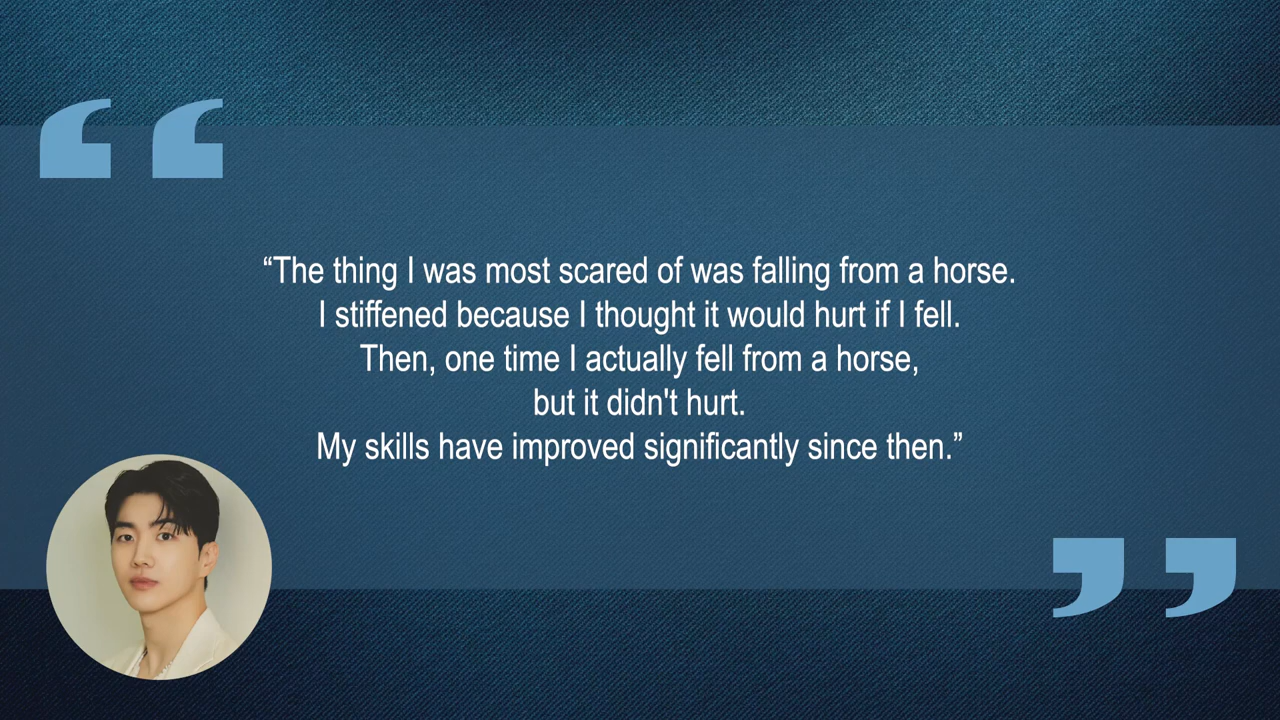 “The thing I was most scared of was falling from a horse.
I stiffened because I thought it would hurt if I fell.
Then, one time I actually fell from a horse,
but it didn't hurt.
My skills have improved significantly since then.”